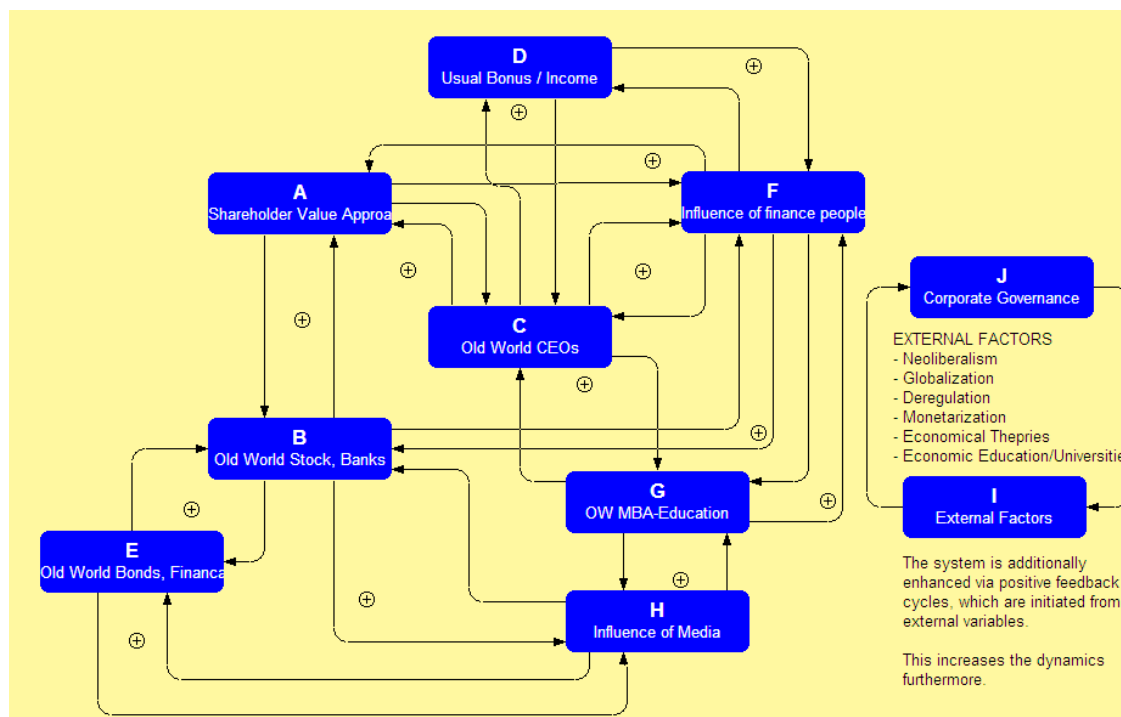 D
Usual Bonus / Income
A
Shareholder Value Approa
F
Influence of finance people
J
Corporate Governance
C
Old World CEOs
EXTERNAL FACTORS
- Neoliberalism
- Globalization
- Deregulation
- Monetarization
- Economical Thepries
- Economic Education/Universitie
B
Old World Stock, Banks
G
OW MBA-Education
I
External Factors
E
Old World Bonds, Financa
H
Influence of Media
The system is additionally
enhanced via positive feedback
cycles, which are initiated from
external variables.
This increases the dynamics
furthermore.